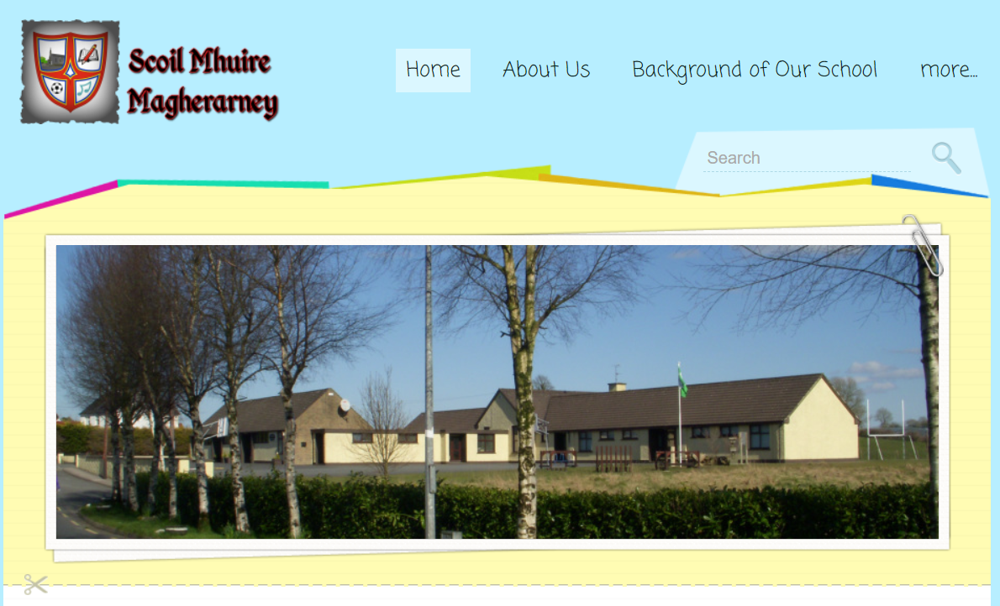 Scoil Mhuire
Magherarney
Home
About Us
Background of Our School
more...
Search